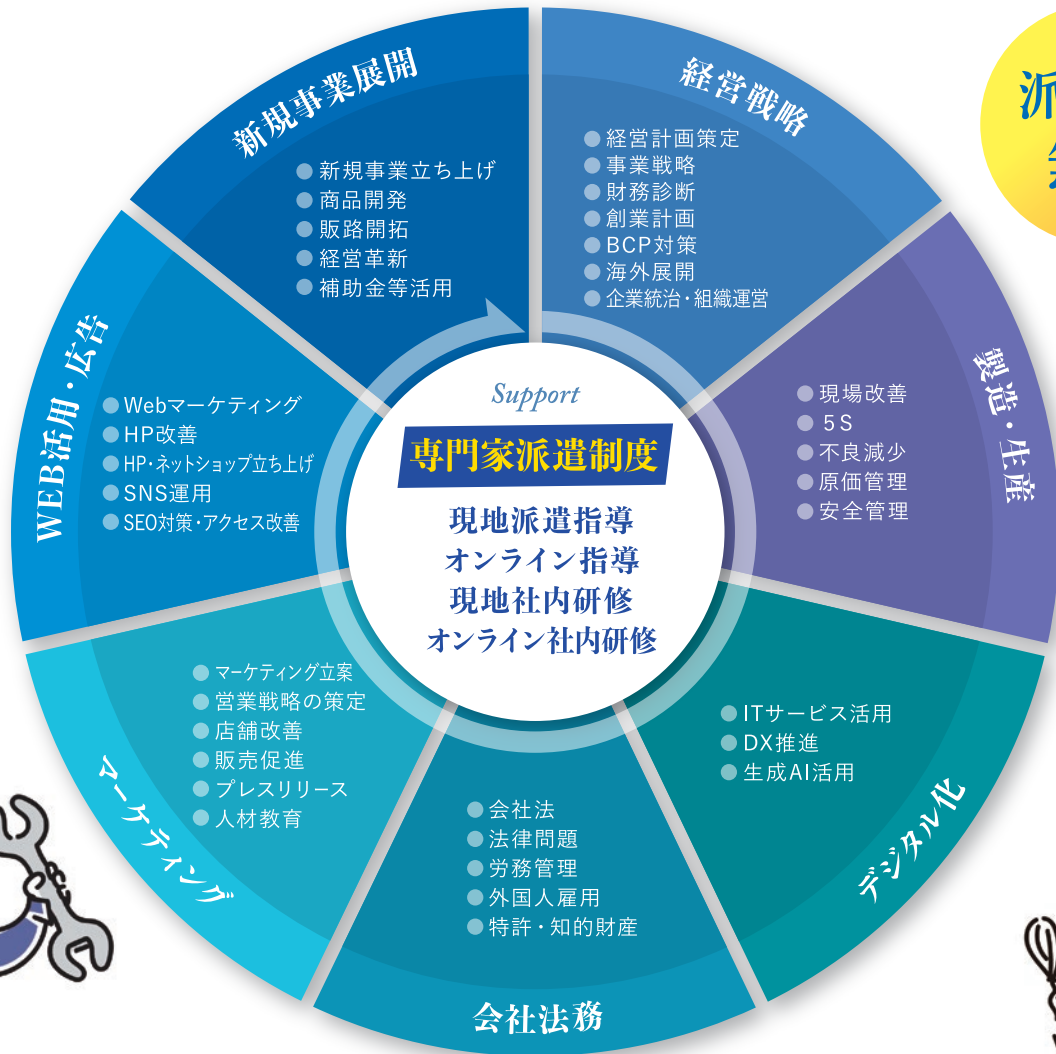 新規事業展開
新規事業立ち上げ
商品開発
販路開拓
経営革新
補助金等活用
経営戦略
経営計画策定
事業戦略
財務診断
創業計画
BCP対策
海外展開
企業統治・組織運営
派
製造・生産
現場改善
5S
不良減少
原価管理
安全管理
WEB活用・広告
Webマーケティング
HP改善
HP・ネットショップ立ち上げ
SNS運用
SEO対策・アクセス改善
Support
専門家派遣制度
現地派遣指導
オンライン指導
現地社内研修
オンライン社内研修
マーケティング
マーケティング立案
営業戦略の策定
店舗改善
販売促進
プレスリリース
人材教育
会社法
法律問題
労務管理
外国人雇用
特許・知的財産
会社法務
ITサービス活用
DX推進
生成AI活用
デジタル化